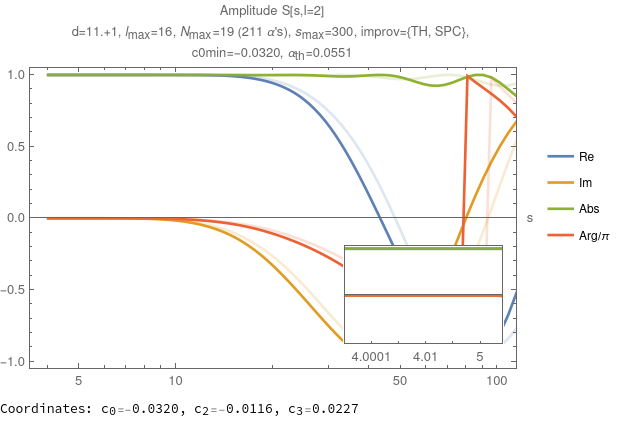 Amplitude S[s,l=2]
d=11.+1, lmax=16, Nmax=19 (211 α's), smax=300, improv={TH, SPC},
c0min=-0.0320, αth=0.0551
1.0
0.5
0.0
-0.5
-1.0
5
10
50
100
s
4.0001
4.01
5
Re
Im
Abs
Arg/π
Coordinates: c0=-0.0320, c2=-0.0116, c3=0.0227